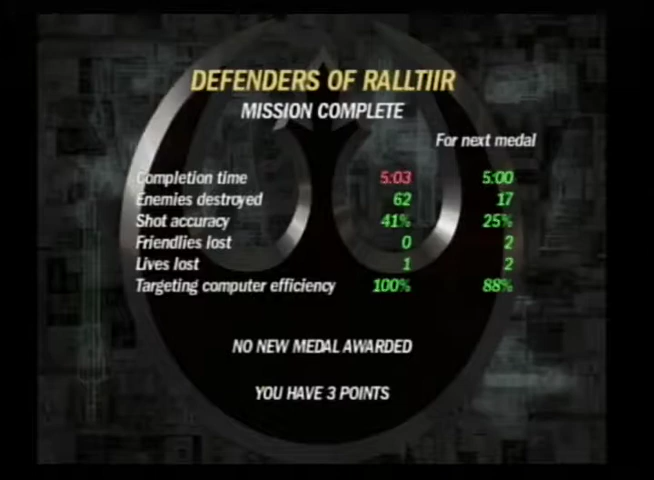 DEFENDERS OF RALLTIIR
MISSION COMPLETE
For next medal
Completion time 5:03 5:00
Enemies destroyed 62 17
Shot accuracy 41% 25%
Friendlies lost 0 2
Lives lost 1 2
Targeting computer efficiency 100% 88%
NO NEW MEDAL AWARDED
YOU HAVE 3 POINTS